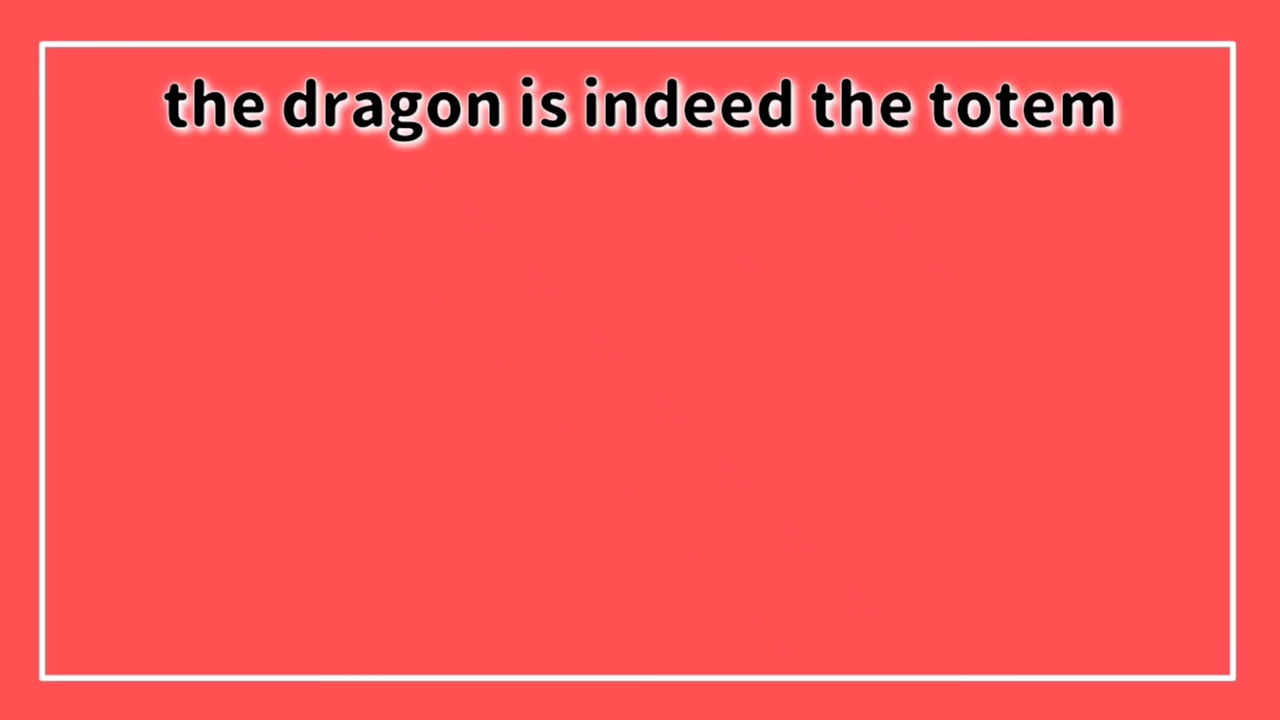 the dragon is indeed the totem